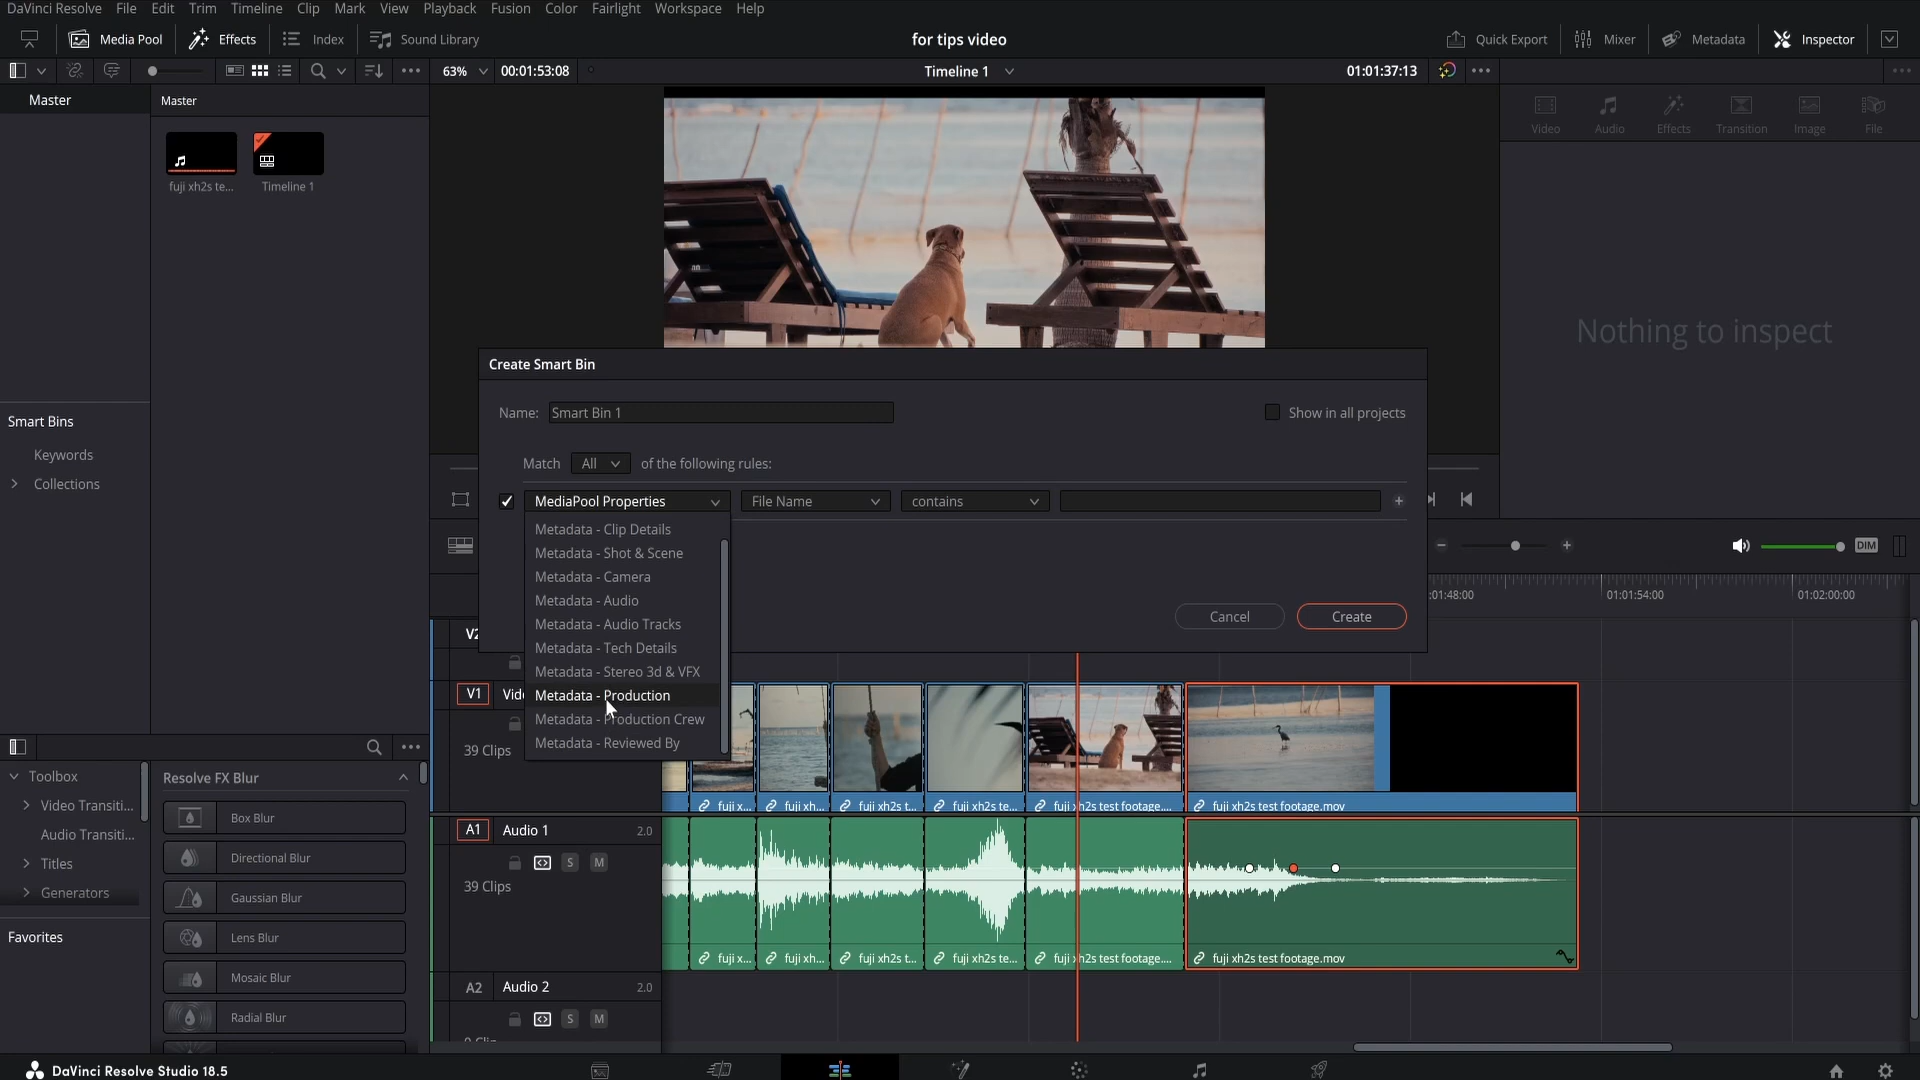 DaVinci Resolve File Edit Trim Timeline Clip Mark View Playback Fusion Color Fairlight Workspace Help
Media Pool Effects Index Sound Library for tips video Quick Export Mixer Metadata Inspector
63% 00:01:53:08 Timeline 1 01:01:37:13
Master Master
Video Audio Effects Transition Image File
fuji xh2s te... Timeline 1
Nothing to inspect
Create Smart Bin
Name: Smart Bin 1 Show in all projects
Smart Bins
Keywords
Collections
Match All of the following rules:
MediaPool Properties File Name contains
Metadata - Clip Details
Metadata - Shot & Scene
Metadata - Camera
Metadata - Audio
Metadata - Audio Tracks
Metadata - Tech Details
Metadata - Stereo 3d & VFX
Metadata - Production
Metadata - Production Crew
Metadata - Reviewed By
Cancel Create
DIM
:01:48:00 01:01:54:00 01:02:00:00
V2
V1 Vide
39 Clips
fuji x... fuji xh... fuji xh2s t... fuji xh2s te... fuji xh2s test footage.... fuji xh2s test footage.mov
A1 Audio 1 2.0
S M
39 Clips
fuji x... fuji xh... fuji xh2s t... fuji xh2s te... fuji xh2s test footage.... fuji xh2s test footage.mov
A2 Audio 2 2.0
S M
Toolbox
Video Transiti...
Audio Transiti...
Titles
Generators
Favorites
Resolve FX Blur
Box Blur
Directional Blur
Gaussian Blur
Lens Blur
Mosaic Blur
Radial Blur
DaVinci Resolve Studio 18.5